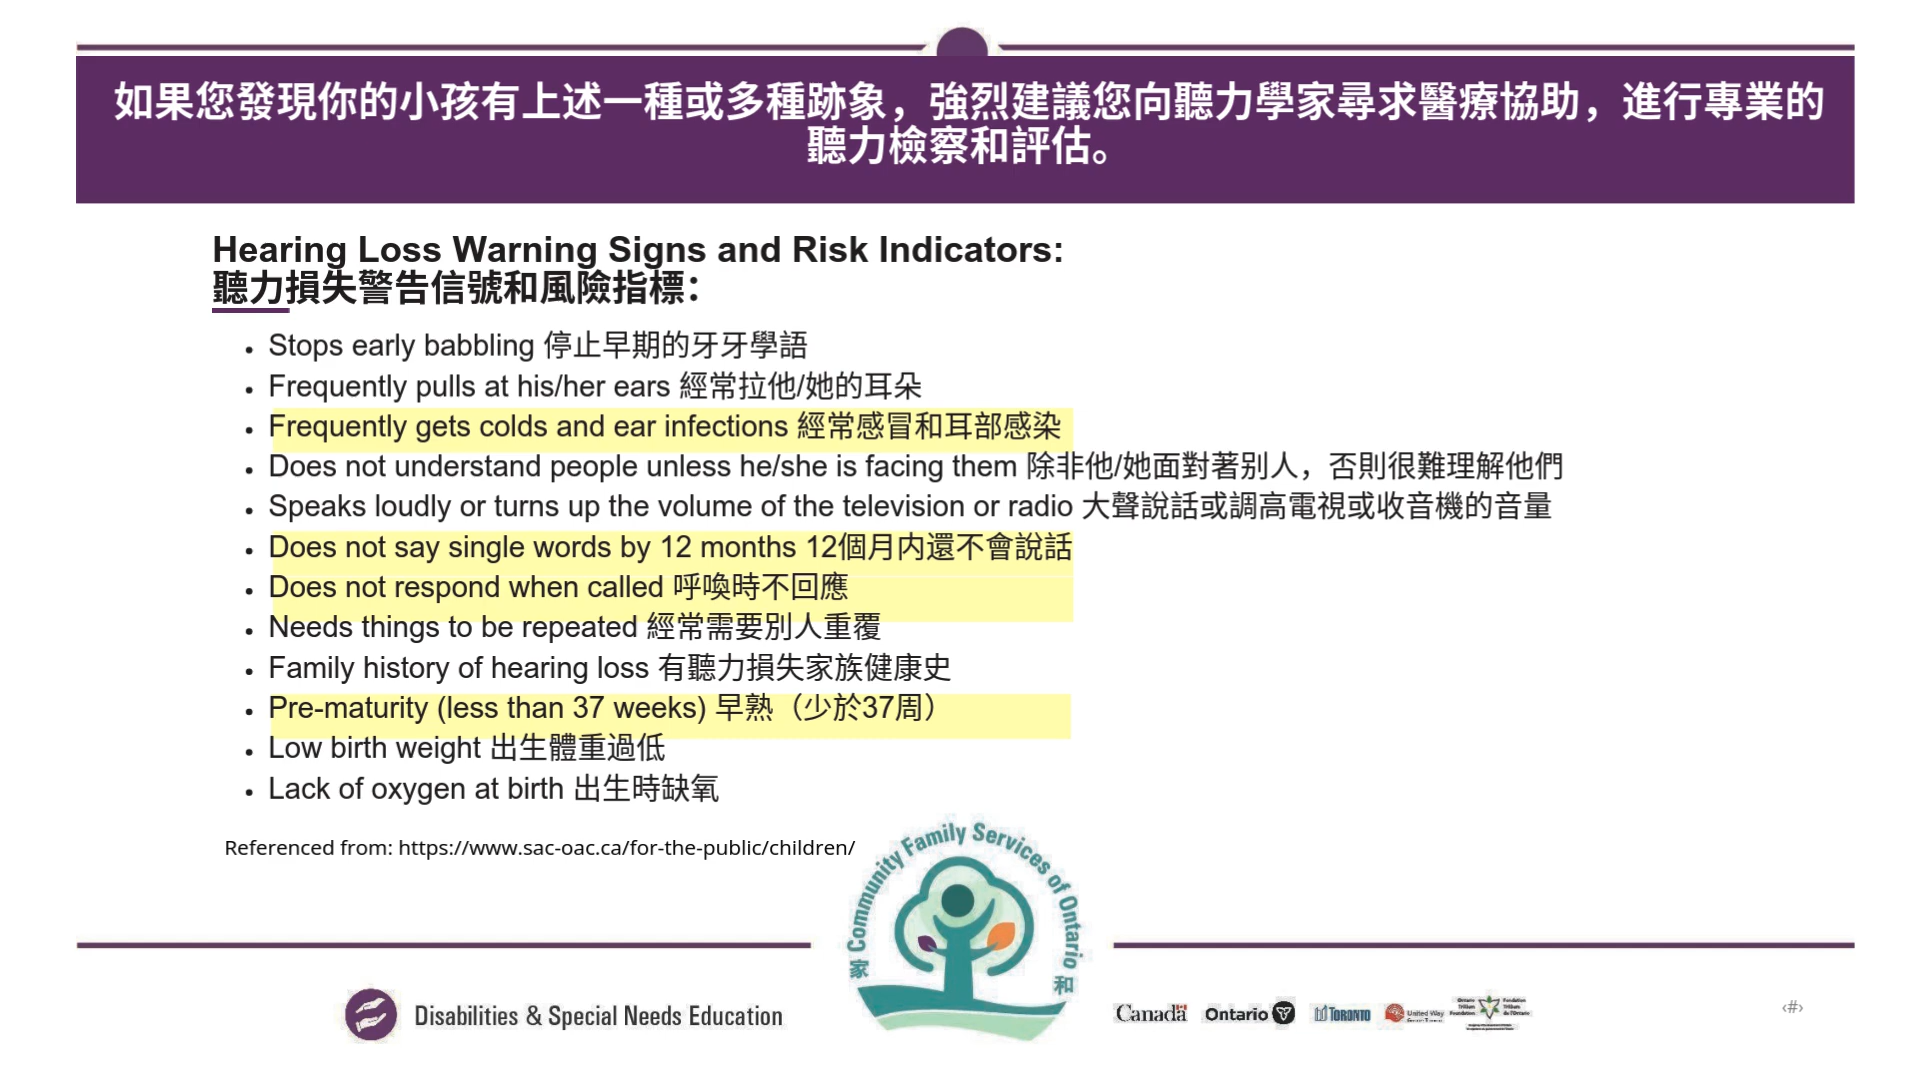 如果您發現你的小孩有上述一種或多種跡象，強烈建議您向聽力學家尋求醫療協助，進行專業的
聽力檢察和評估。
Hearing Loss Warning Signs and Risk Indicators:
聽力損失警告信號和風險指標：
• Stops early babbling 停止早期的牙牙學語
• Frequently pulls at his/her ears 經常拉他/她的耳朵
• Frequently gets colds and ear infections 經常感冒和耳部感染
• Does not understand people unless he/she is facing them 除非他/她面對著别人，否則很難理解他們
• Speaks loudly or turns up the volume of the television or radio 大聲說話或調高電視或收音機的音量
• Does not say single words by 12 months 12個月内還不會說話
• Does not respond when called 呼喚時不回應
• Needs things to be repeated 經常需要別人重覆
• Family history of hearing loss 有聽力損失家族健康史
• Pre-maturity (less than 37 weeks) 早熟（少於37周）
• Low birth weight 出生體重過低
• Lack of oxygen at birth 出生時缺氧
Referenced from: https://www.sac-oac.ca/for-the-public/children/
家 Community Family Services of Ontario 和
Disabilities & Special Needs Education
Canada
Ontario
TORONTO
United Way
‹#›